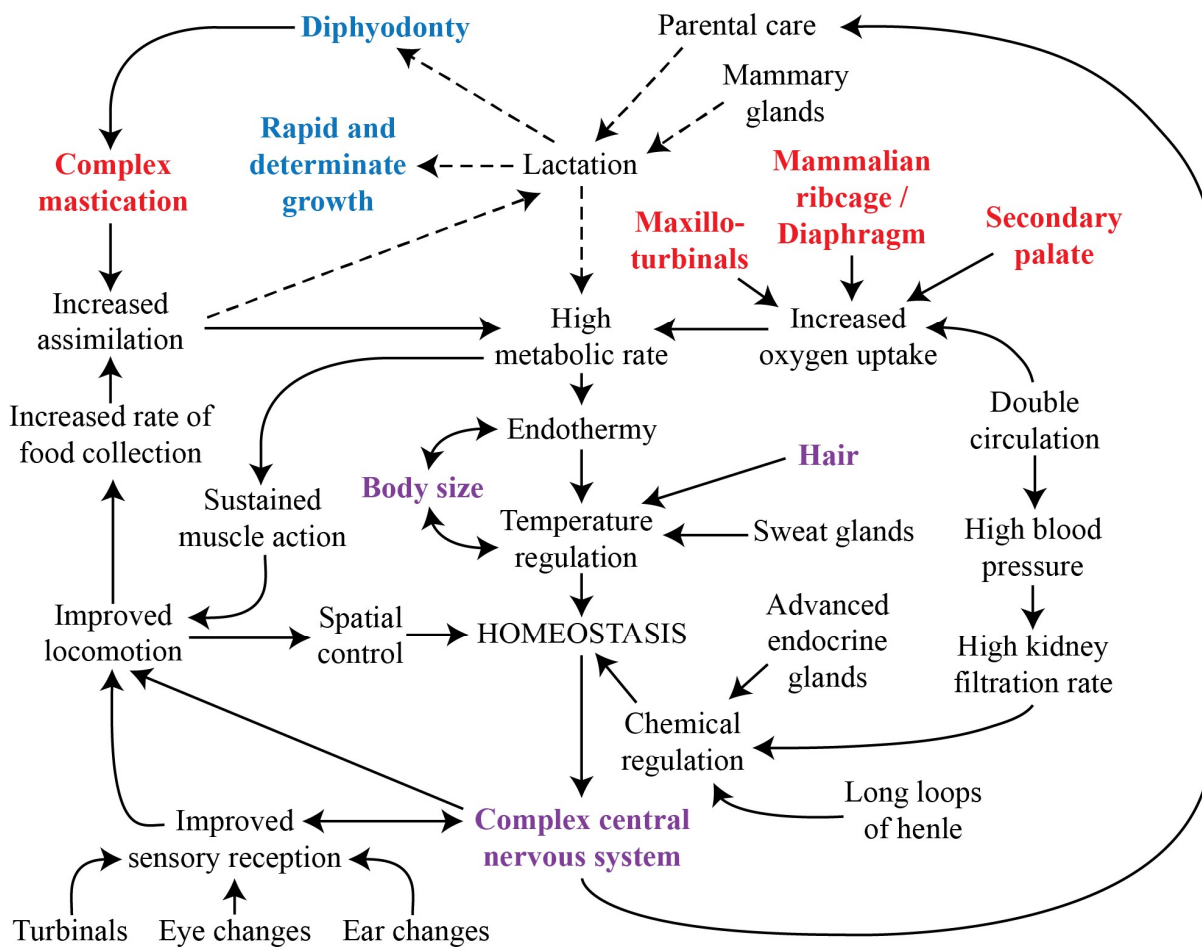 Diphyodonty
Parental care
Mammary
glands
Rapid and
determinate
growth
Lactation
Complex
mastication
Mammalian
ribcage /
Diaphragm
Maxillo-
turbinals
Secondary
palate
Increased
assimilation
High
metabolic rate
Increased
oxygen uptake
Increased rate of
food collection
Endothermy
Double
circulation
Hair
Body size
Sustained
muscle action
Temperature
regulation
Sweat glands
High blood
pressure
Improved
locomotion
Spatial
control
HOMEOSTASIS
Advanced
endocrine
glands
High kidney
filtration rate
Chemical
regulation
Long loops
of henle
Improved
sensory reception
Complex central
nervous system
Turbinals
Eye changes
Ear changes